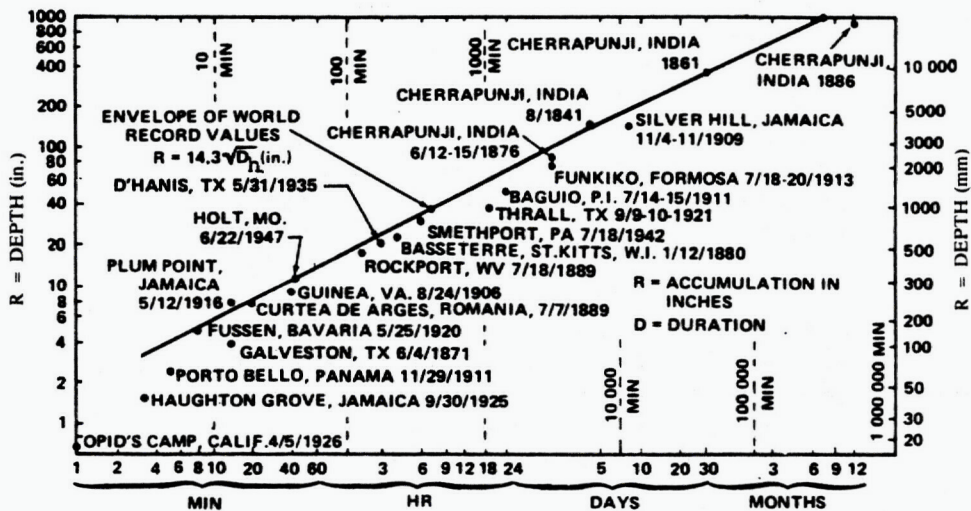 1000
800
600
400
200
100
80
60
40
20
10
8
6
4
2
1
R = DEPTH (in.)
10
MIN
100
MIN
1000
MIN
10 000
MIN
100 000
MIN
1 000 000 MIN
CHERRAPUNJI, INDIA
1861
CHERRAPUNJI,
INDIA 1886
CHERRAPUNJI, INDIA
8/1841
ENVELOPE OF WORLD
RECORD VALUES
R = 14.3√Dh (in.)
CHERRAPUNJI, INDIA
6/12-15/1876
SILVER HILL, JAMAICA
11/4-11/1909
FUNKIKO, FORMOSA 7/18-20/1913
D'HANIS, TX 5/31/1935
BAGUIO, P.I. 7/14-15/1911
THRALL, TX 9/9-10-1921
HOLT, MO.
6/22/1947
SMETHPORT, PA 7/18/1942
BASSETERRE, ST.KITTS, W.I. 1/12/1880
ROCKPORT, WV 7/18/1889
PLUM POINT,
JAMAICA
5/12/1916
GUINEA, VA. 8/24/1906
CURTEA DE ARGES, ROMANIA, 7/7/1889
R = ACCUMULATION IN
INCHES
D = DURATION
FUSSEN, BAVARIA 5/25/1920
GALVESTON, TX 6/4/1871
PORTO BELLO, PANAMA 11/29/1911
HAUGHTON GROVE, JAMAICA 9/30/1925
OPID'S CAMP, CALIF. 4/5/1926
10 000
5000
2000
1000
500
300
200
100
50
30
20
R = DEPTH (mm)
1 2 4 6 8 10 20 40 60 3 6 9 12 18 24 5 10 20 30 3 6 9 12
MIN HR DAYS MONTHS